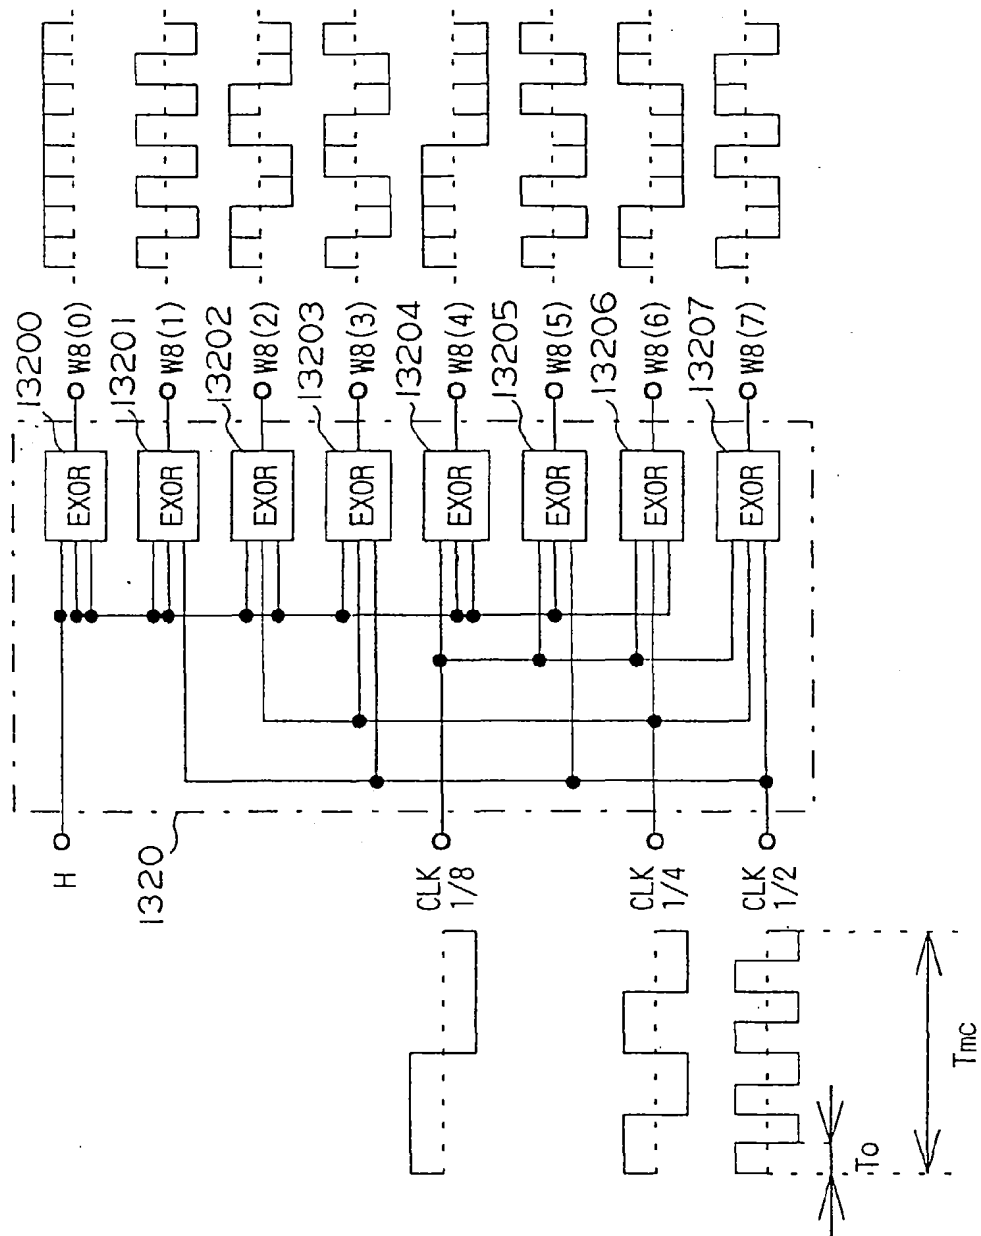 13200
13201
13202
13203
13204
13205
13206
13207
W8(0)
W8(1)
W8(2)
W8(3)
W8(4)
W8(5)
W8(6)
W8(7)
EXOR
EXOR
EXOR
EXOR
EXOR
EXOR
EXOR
EXOR
H
1320
CLK
1/8
CLK
1/4
CLK
1/2
To
Tmc